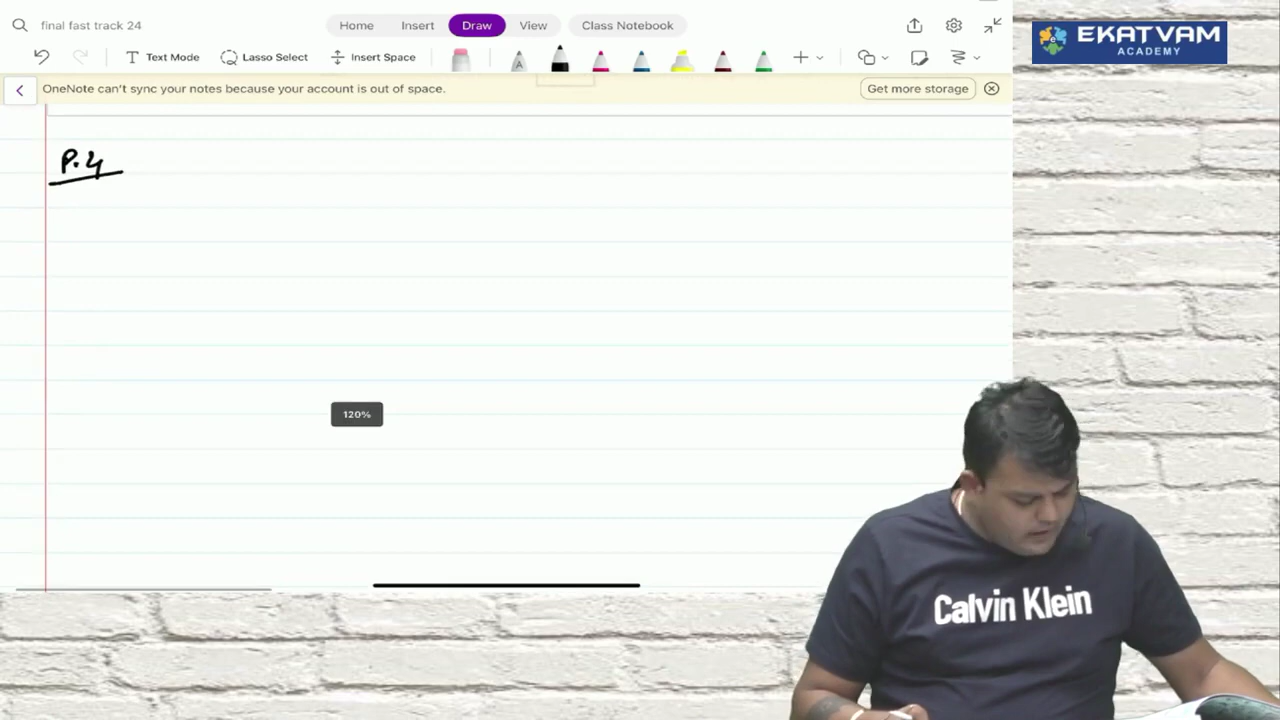 final fast track 24
Home Insert Draw View Class Notebook
Text Mode Lasso Select Insert Space
A
OneNote can't sync your notes because your account is out of space.
Get more storage
P.4
120%
EKATVAM
ACADEMY
Calvin Klein